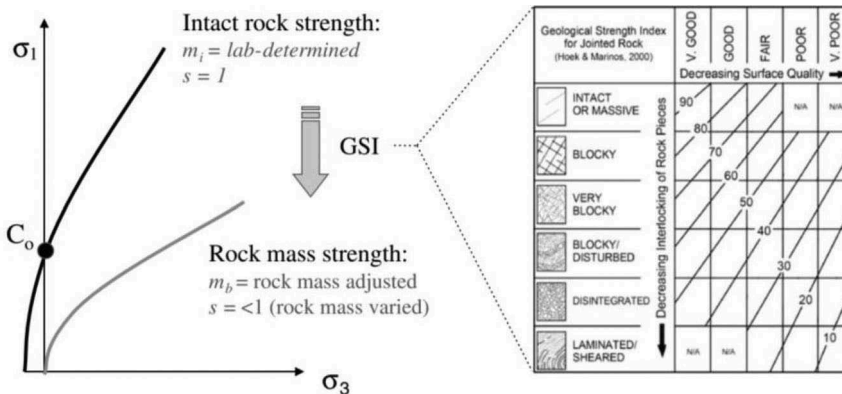 σ1
Intact rock strength:
mi = lab-determined
s = 1
GSI
Co
Rock mass strength:
mb = rock mass adjusted
s = <1 (rock mass varied)
σ3
Geological Strength Index
for Jointed Rock
(Hoek & Marinos, 2000)
V. GOOD
GOOD
FAIR
POOR
V. POOR
Decreasing Surface Quality
Decreasing Interlocking of Rock Pieces
INTACT
OR MASSIVE
90
N/A
N/A
80
BLOCKY
70
60
VERY
BLOCKY
50
40
BLOCKY/
DISTURBED
30
DISINTEGRATED
20
10
LAMINATED/
SHEARED
N/A
N/A